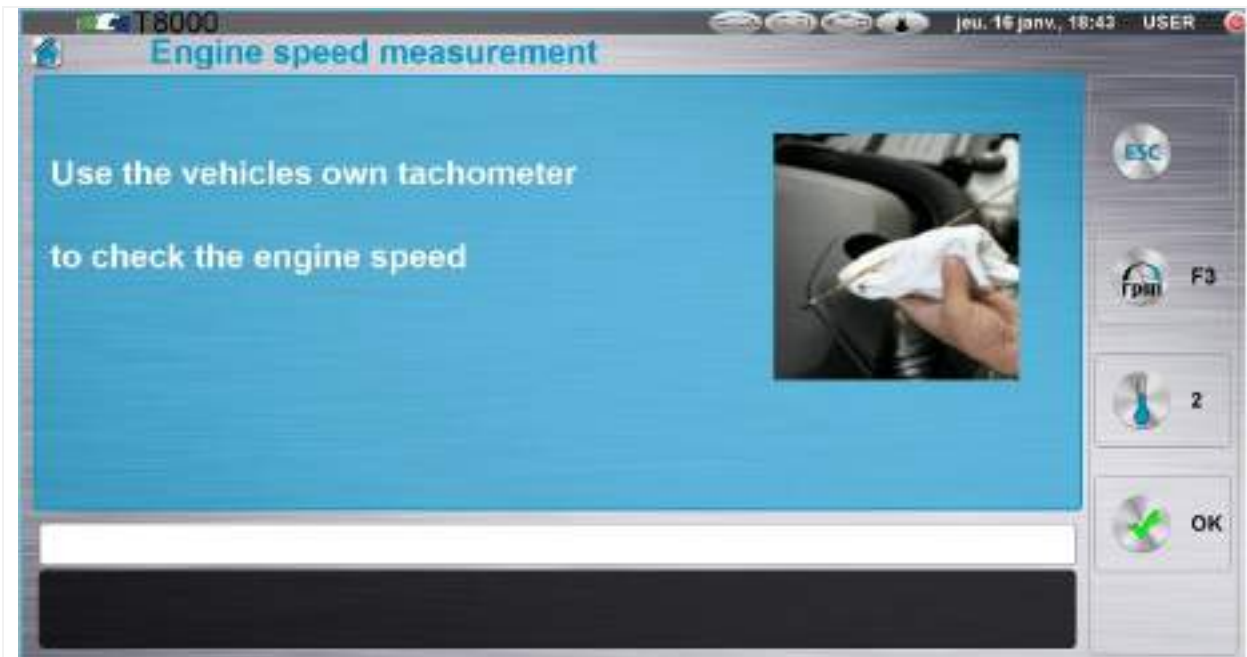 T8000
jeu. 16 janv., 18:43 USER
Engine speed measurement
Use the vehicles own tachometer
to check the engine speed
ESC
rpm F3
2
OK